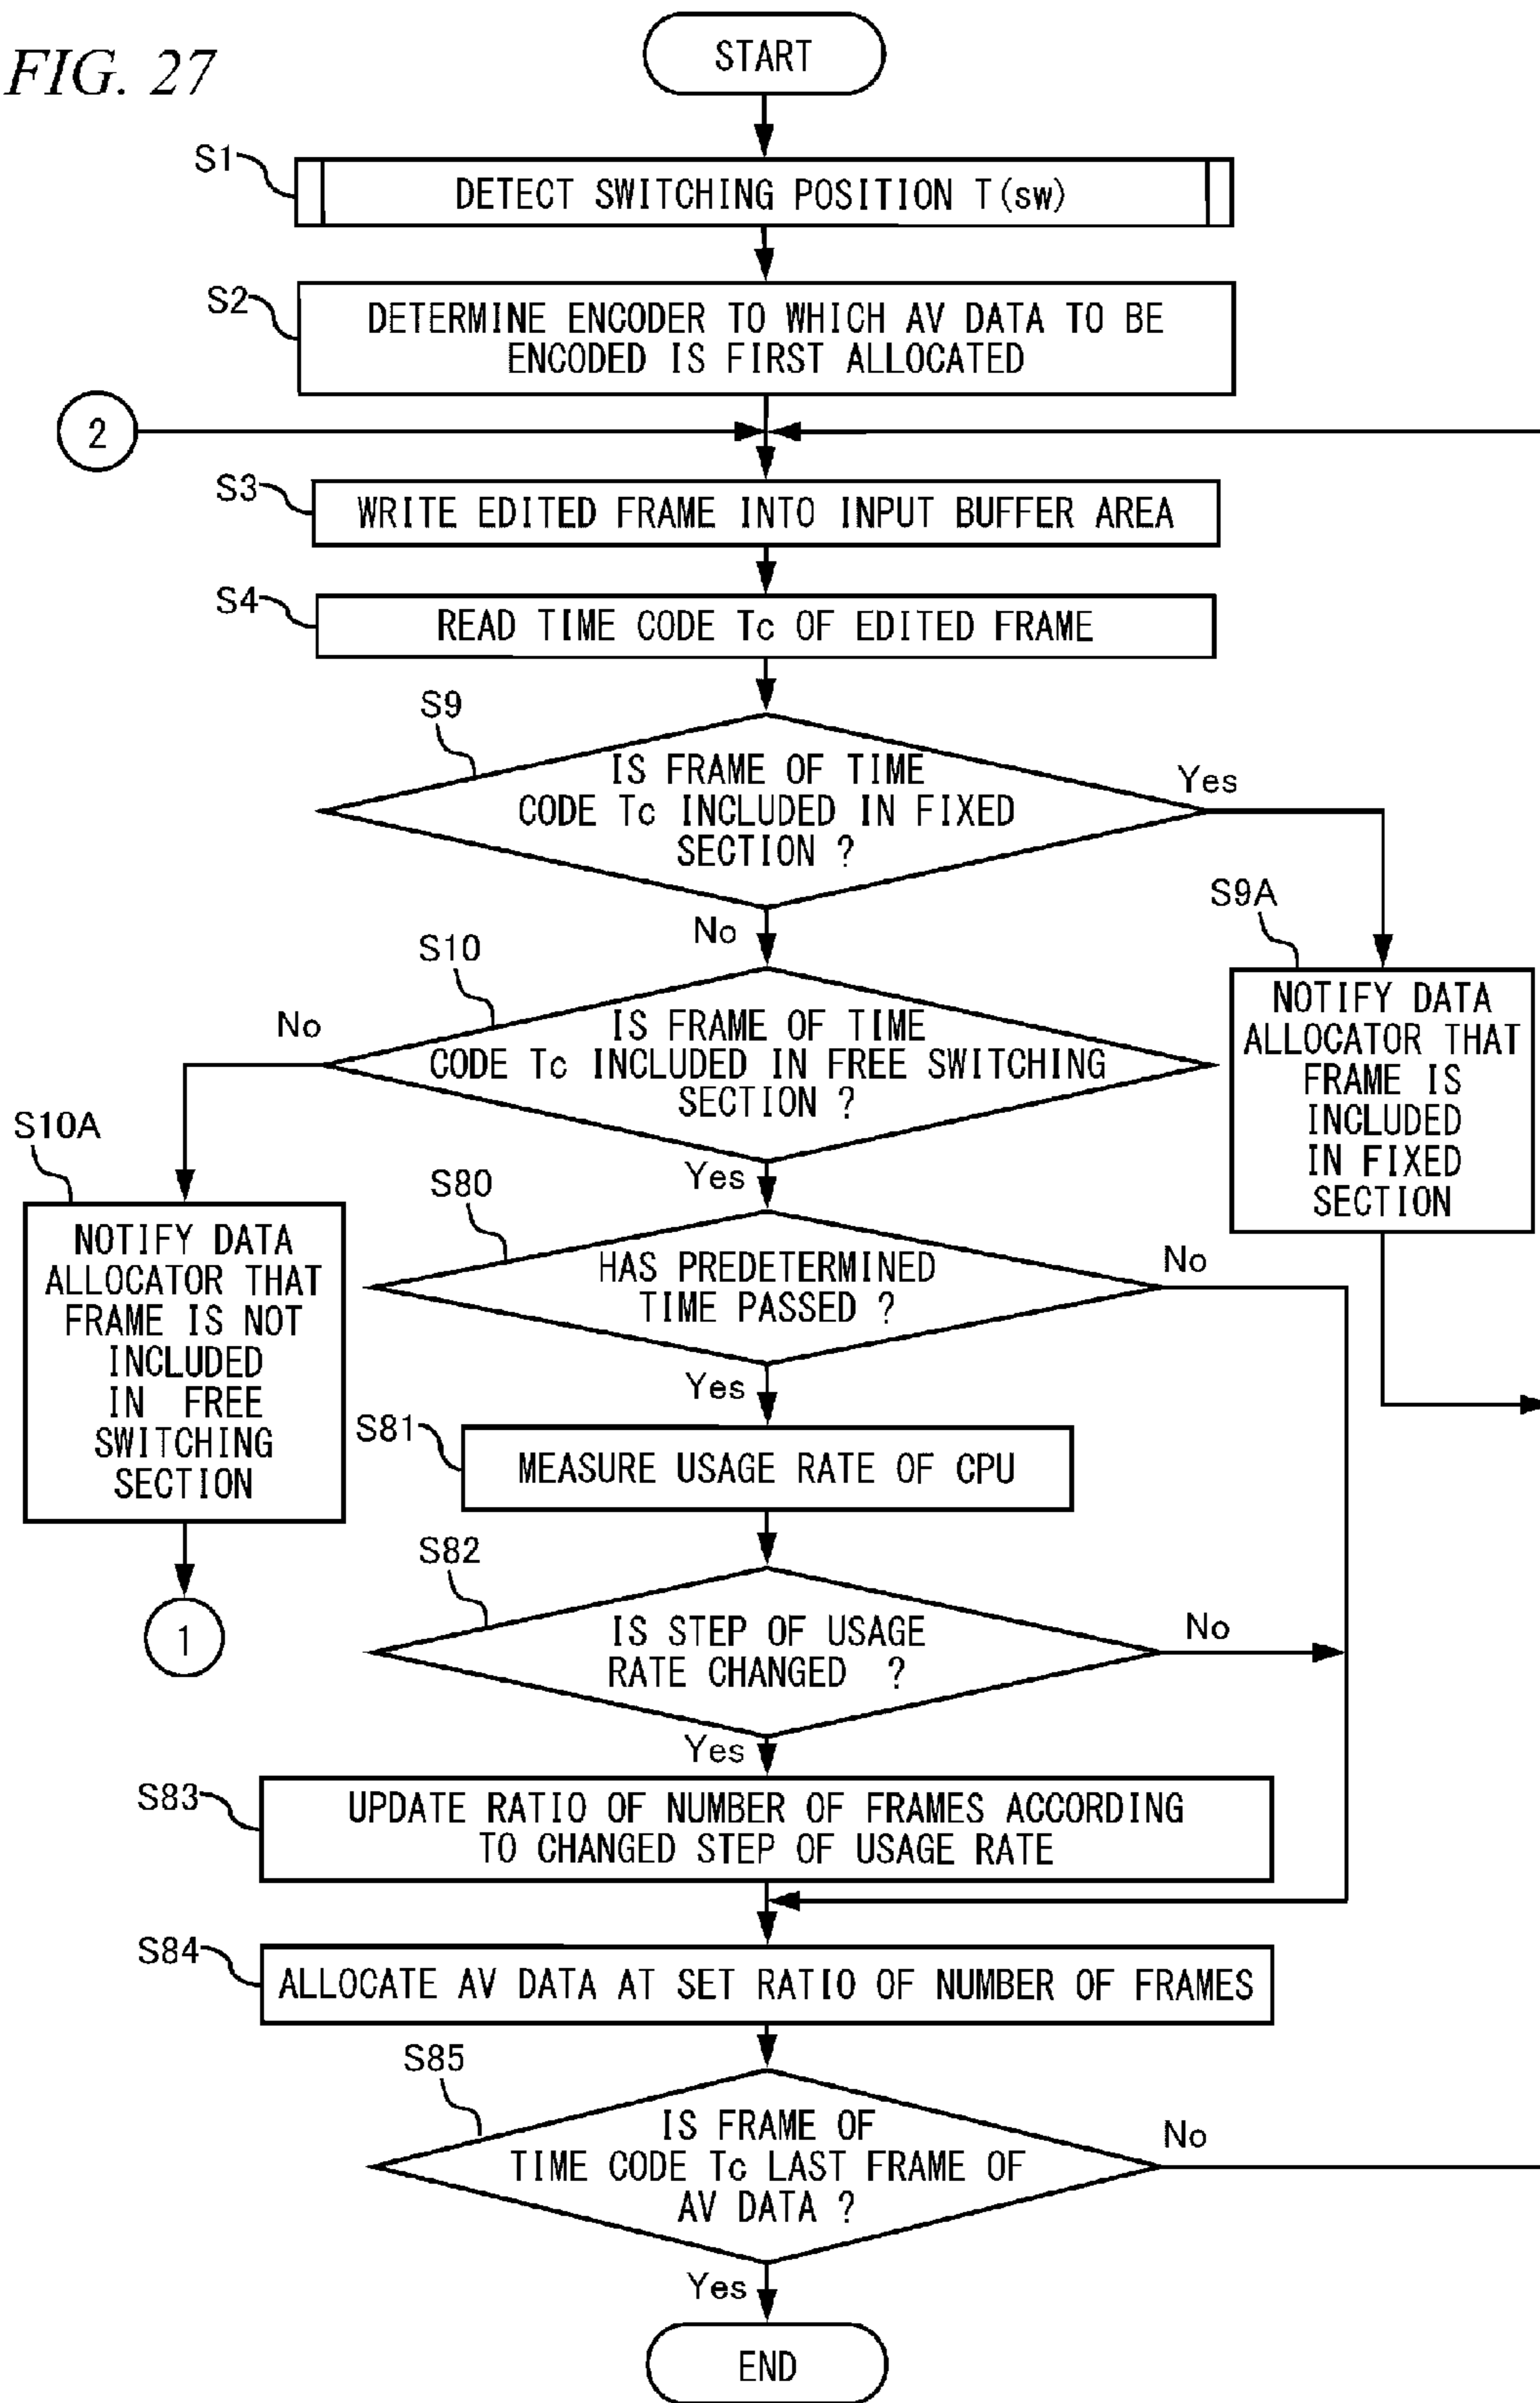 FIG. 27
START
S1
DETECT SWITCHING POSITION T(sw)
S2
DETERMINE ENCODER TO WHICH AV DATA TO BE
ENCODED IS FIRST ALLOCATED
2
S3
WRITE EDITED FRAME INTO INPUT BUFFER AREA
S4
READ TIME CODE Tc OF EDITED FRAME
S9
IS FRAME OF TIME
CODE Tc INCLUDED IN FIXED
SECTION ?
Yes
No
S9A
NOTIFY DATA
ALLOCATOR THAT
FRAME IS
INCLUDED
IN FIXED
SECTION
S10
IS FRAME OF TIME
CODE Tc INCLUDED IN FREE SWITCHING
SECTION ?
No
Yes
S10A
NOTIFY DATA
ALLOCATOR THAT
FRAME IS NOT
INCLUDED
IN FREE
SWITCHING
SECTION
1
S80
HAS PREDETERMINED
TIME PASSED ?
No
Yes
S81
MEASURE USAGE RATE OF CPU
S82
IS STEP OF USAGE
RATE CHANGED ?
No
Yes
S83
UPDATE RATIO OF NUMBER OF FRAMES ACCORDING
TO CHANGED STEP OF USAGE RATE
S84
ALLOCATE AV DATA AT SET RATIO OF NUMBER OF FRAMES
S85
IS FRAME OF
TIME CODE Tc LAST FRAME OF
AV DATA ?
No
Yes
END